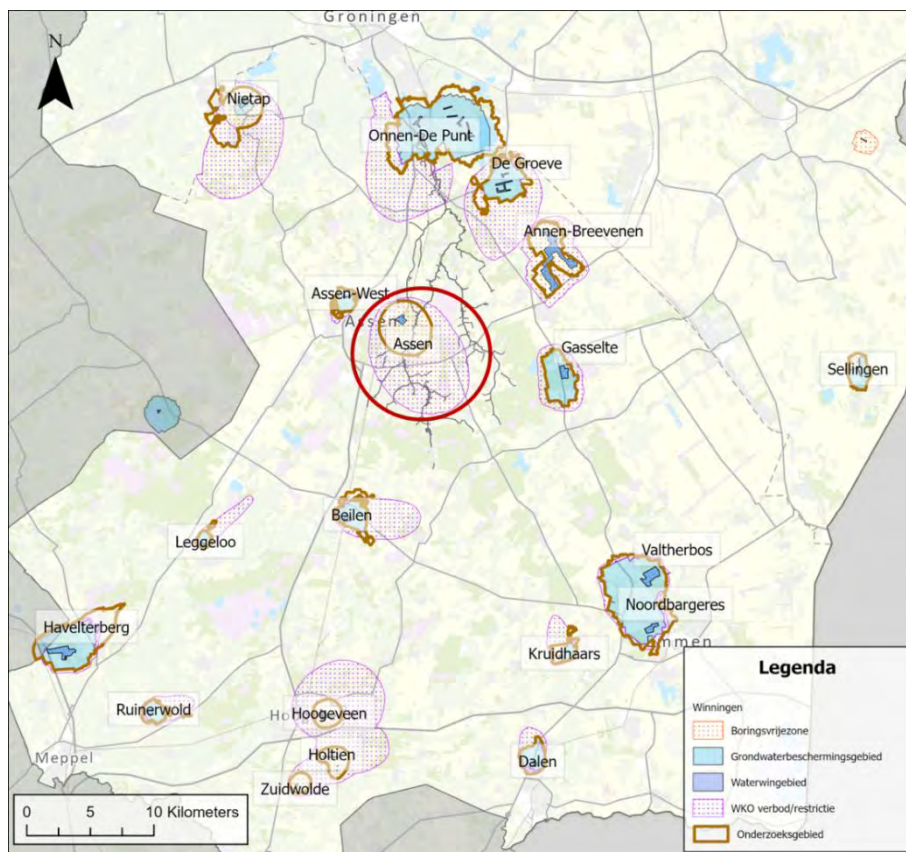 Groningen
N
Nietap
Onnen-De Punt
De Groeve
Annen-Breevenen
Assen-West
Assen
Assen
Gasselte
Sellingen
Beilen
Leggeloo
Valtherbos
Noordbargeres
Emmen
Havelterberg
Kruidhaars
Ruinerwold
Hoogeveen
Holtien
Dalen
Meppel
Zuidwolde
0 5 10 Kilometers
Legenda
Winningen
Boringsvrijezone
Grondwaterbeschermingsgebied
Waterwingebied
WKO verbod/restrictie
Onderzoeksgebied